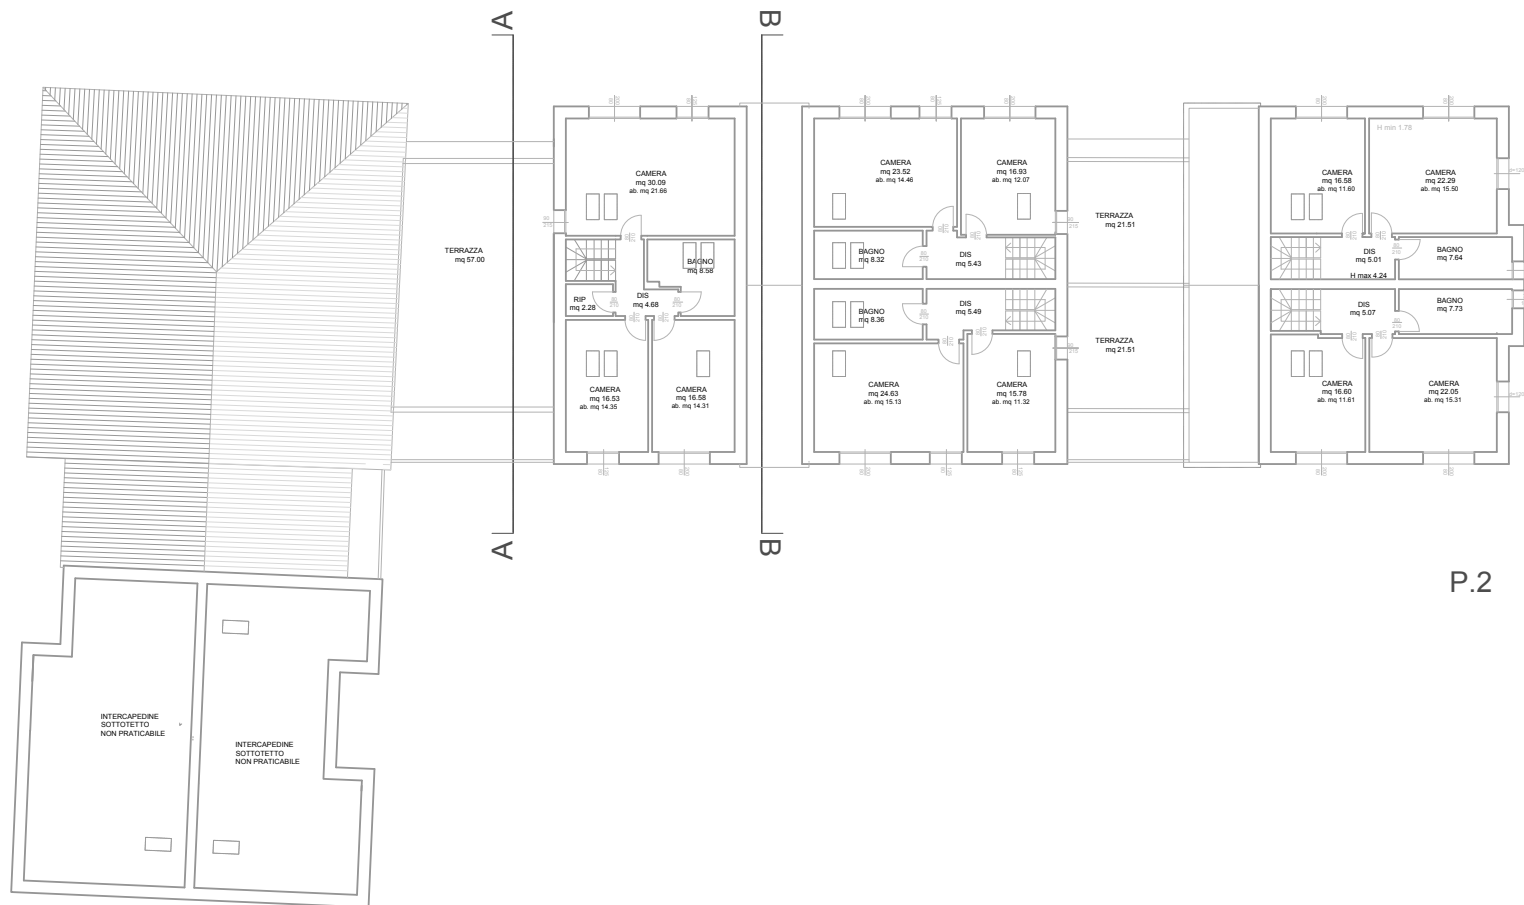 A
B
CAMERA
mq 30.09
ab. mq 21.66
TERRAZZA
mq 57.00
BAGNO
mq 8.58
RIP
mq 2.28
DIS
mq 4.68
CAMERA
mq 16.53
ab. mq 14.35
CAMERA
mq 16.58
ab. mq 14.31
CAMERA
mq 23.52
ab. mq 14.46
CAMERA
mq 16.93
ab. mq 12.07
TERRAZZA
mq 21.51
BAGNO
mq 8.32
DIS
mq 5.43
BAGNO
mq 8.36
DIS
mq 5.49
TERRAZZA
mq 21.51
CAMERA
mq 24.63
ab. mq 15.13
CAMERA
mq 15.78
ab. mq 11.32
H min 1.78
CAMERA
mq 16.58
ab. mq 11.60
CAMERA
mq 22.29
ab. mq 15.50
DIS
mq 5.01
BAGNO
mq 7.64
H max 4.24
DIS
mq 5.07
BAGNO
mq 7.73
CAMERA
mq 16.60
ab. mq 11.61
CAMERA
mq 22.05
ab. mq 15.31
A
B
P.2
INTERCAPEDINE
SOTTOTETTO
NON PRATICABILE
INTERCAPEDINE
SOTTOTETTO
NON PRATICABILE